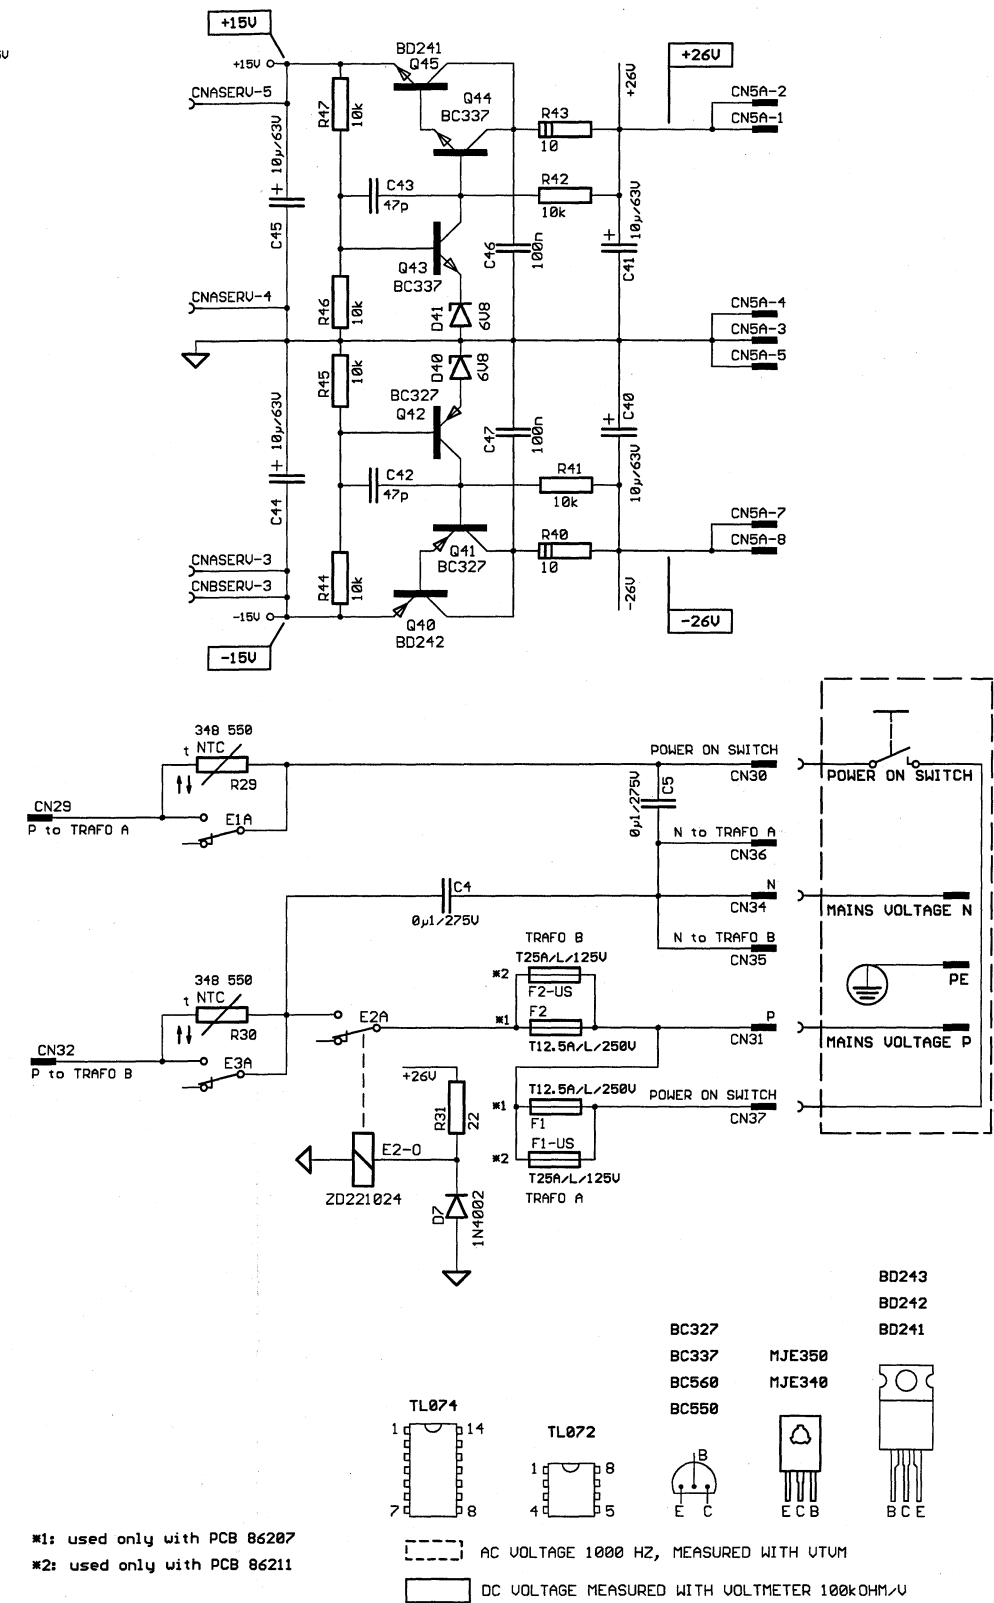 +15V
BD241
Q45
+26V
+15V
CNASERV-5
R47
10k
10µ/63V
+
C45
Q44
BC337
R43
10
+26V
CN5A-2
CN5A-1
C43
47p
R42
10k
10µ/63V
+
C41
Q43
BC337
C46
100n
CNASERV-4
R46
10k
D41
6V8
CN5A-4
CN5A-3
CN5A-5
R45
10k
D40
6V8
BC327
Q42
10µ/63V
+
C44
C47
100n
C40
+
10µ/63V
C42
47p
R41
10k
CNASERV-3
CNBSERV-3
R44
10k
Q41
BC327
R40
10
CN5A-7
CN5A-8
-15V
Q40
BD242
-26V
-26V
-15V
348 550
t NTC
R29
CN29
P to TRAFO A
E1A
POWER ON SWITCH
CN30
0µ1/275V
C5
POWER ON SWITCH
N to TRAFO A
CN36
C4
0µ1/275V
N
CN34
MAINS VOLTAGE N
N to TRAFO B
CN35
PE
TRAFO B
T25A/L/125V
*2
F2-US
348 550
t NTC
R30
E2A
*1
F2
T12.5A/L/250V
P
CN31
MAINS VOLTAGE P
CN32
P to TRAFO B
E3A
+26V
R31
22
T12.5A/L/250V
*1
F1
POWER ON SWITCH
CN37
F1-US
*2
T25A/L/125V
TRAFO A
E2-O
ZD221024
D7
1N4002
BD243
BD242
BD241
BC327
BC337
BC560
BC550
MJE350
MJE340
TL074
1
14
7
8
TL072
1
8
4
5
B
E
C
E C B
B C E
*1: used only with PCB 86207
*2: used only with PCB 86211
AC VOLTAGE 1000 HZ, MEASURED WITH VTVM
DC VOLTAGE MEASURED WITH VOLTMETER 100kOHM/V